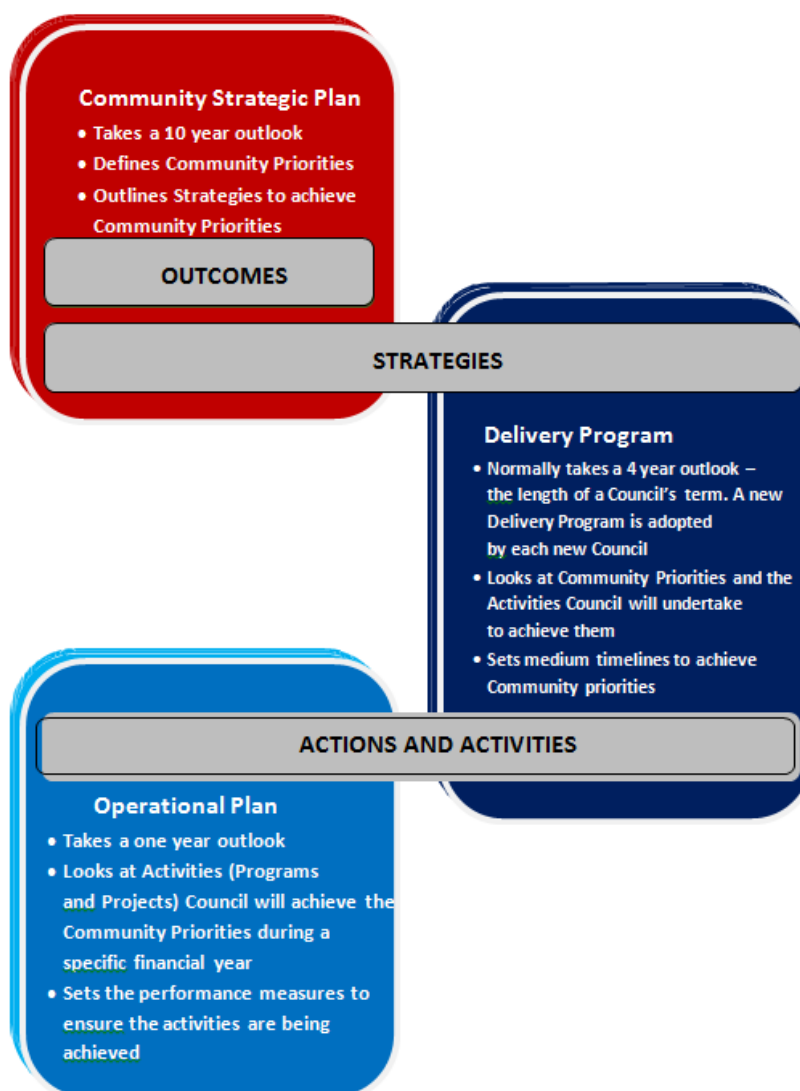 Community Strategic Plan
• Takes a 10 year outlook
• Defines Community Priorities
• Outlines Strategies to achieve
Community Priorities
OUTCOMES
STRATEGIES
Delivery Program
• Normally takes a 4 year outlook –
the length of a Council's term. A new
Delivery Program is adopted
by each new Council
• Looks at Community Priorities and the
Activities Council will undertake
to achieve them
• Sets medium timelines to achieve
Community priorities
ACTIONS AND ACTIVITIES
Operational Plan
• Takes a one year outlook
• Looks at Activities (Programs
and Projects) Council will achieve the
Community Priorities during a
specific financial year
• Sets the performance measures to
ensure the activities are being
achieved